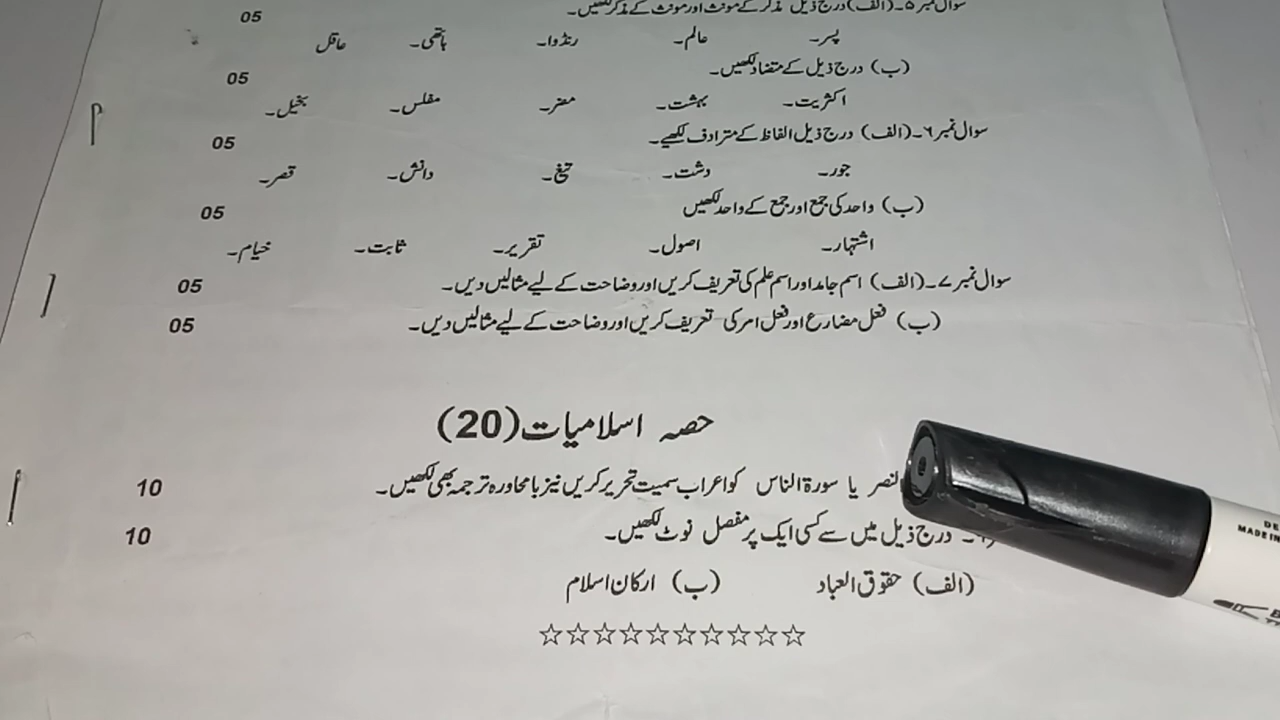 سوال نمبر ۵۔ (الف) درج ذیل مذکر کے مونث اور مونث کے مذکر لکھیں۔ 05
پسر۔ عالم۔ رنڈوا۔ ہاتھی۔ عاقل
(ب) درج ذیل کے متضاد لکھیں۔ 05
اکثریت۔ بہشت۔ مضر۔ مفلس۔ بخیل۔
سوال نمبر ۶۔ (الف) درج ذیل الفاظ کے مترادف لکھیے۔ 05
جور۔ دشت۔ تیغ۔ دانش۔ قصر۔
(ب) واحد کی جمع اور جمع کے واحد لکھیں 05
اشتہار۔ اصول۔ تقریر۔ ثابت۔ خیام۔
سوال نمبر ۷۔ (الف) اسم جامد اور اسم علم کی تعریف کریں اور وضاحت کے لیے مثالیں دیں۔ 05
(ب) فعل مضارع اور فعل امر کی تعریف کریں اور وضاحت کے لیے مثالیں دیں۔ 05
حصہ اسلامیات (20)
النصر یا سورۃ الناس کو اعراب سمیت تحریر کریں نیز با محاورہ ترجمہ بھی لکھیں۔ 10
درج ذیل میں سے کسی ایک پر مفصل نوٹ لکھیں۔ 10
(الف) حقوق العباد (ب) ارکان اسلام
☆☆☆☆☆☆☆☆☆☆
MADE IN